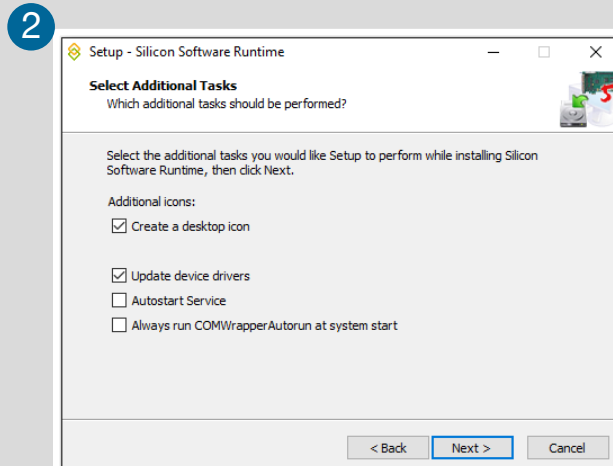 2
Setup - Silicon Software Runtime
Select Additional Tasks
Which additional tasks should be performed?
Select the additional tasks you would like Setup to perform while installing Silicon
Software Runtime, then click Next.
Additional icons:
Create a desktop icon
Update device drivers
Autostart Service
Always run COMWrapperAutorun at system start
< Back Next > Cancel